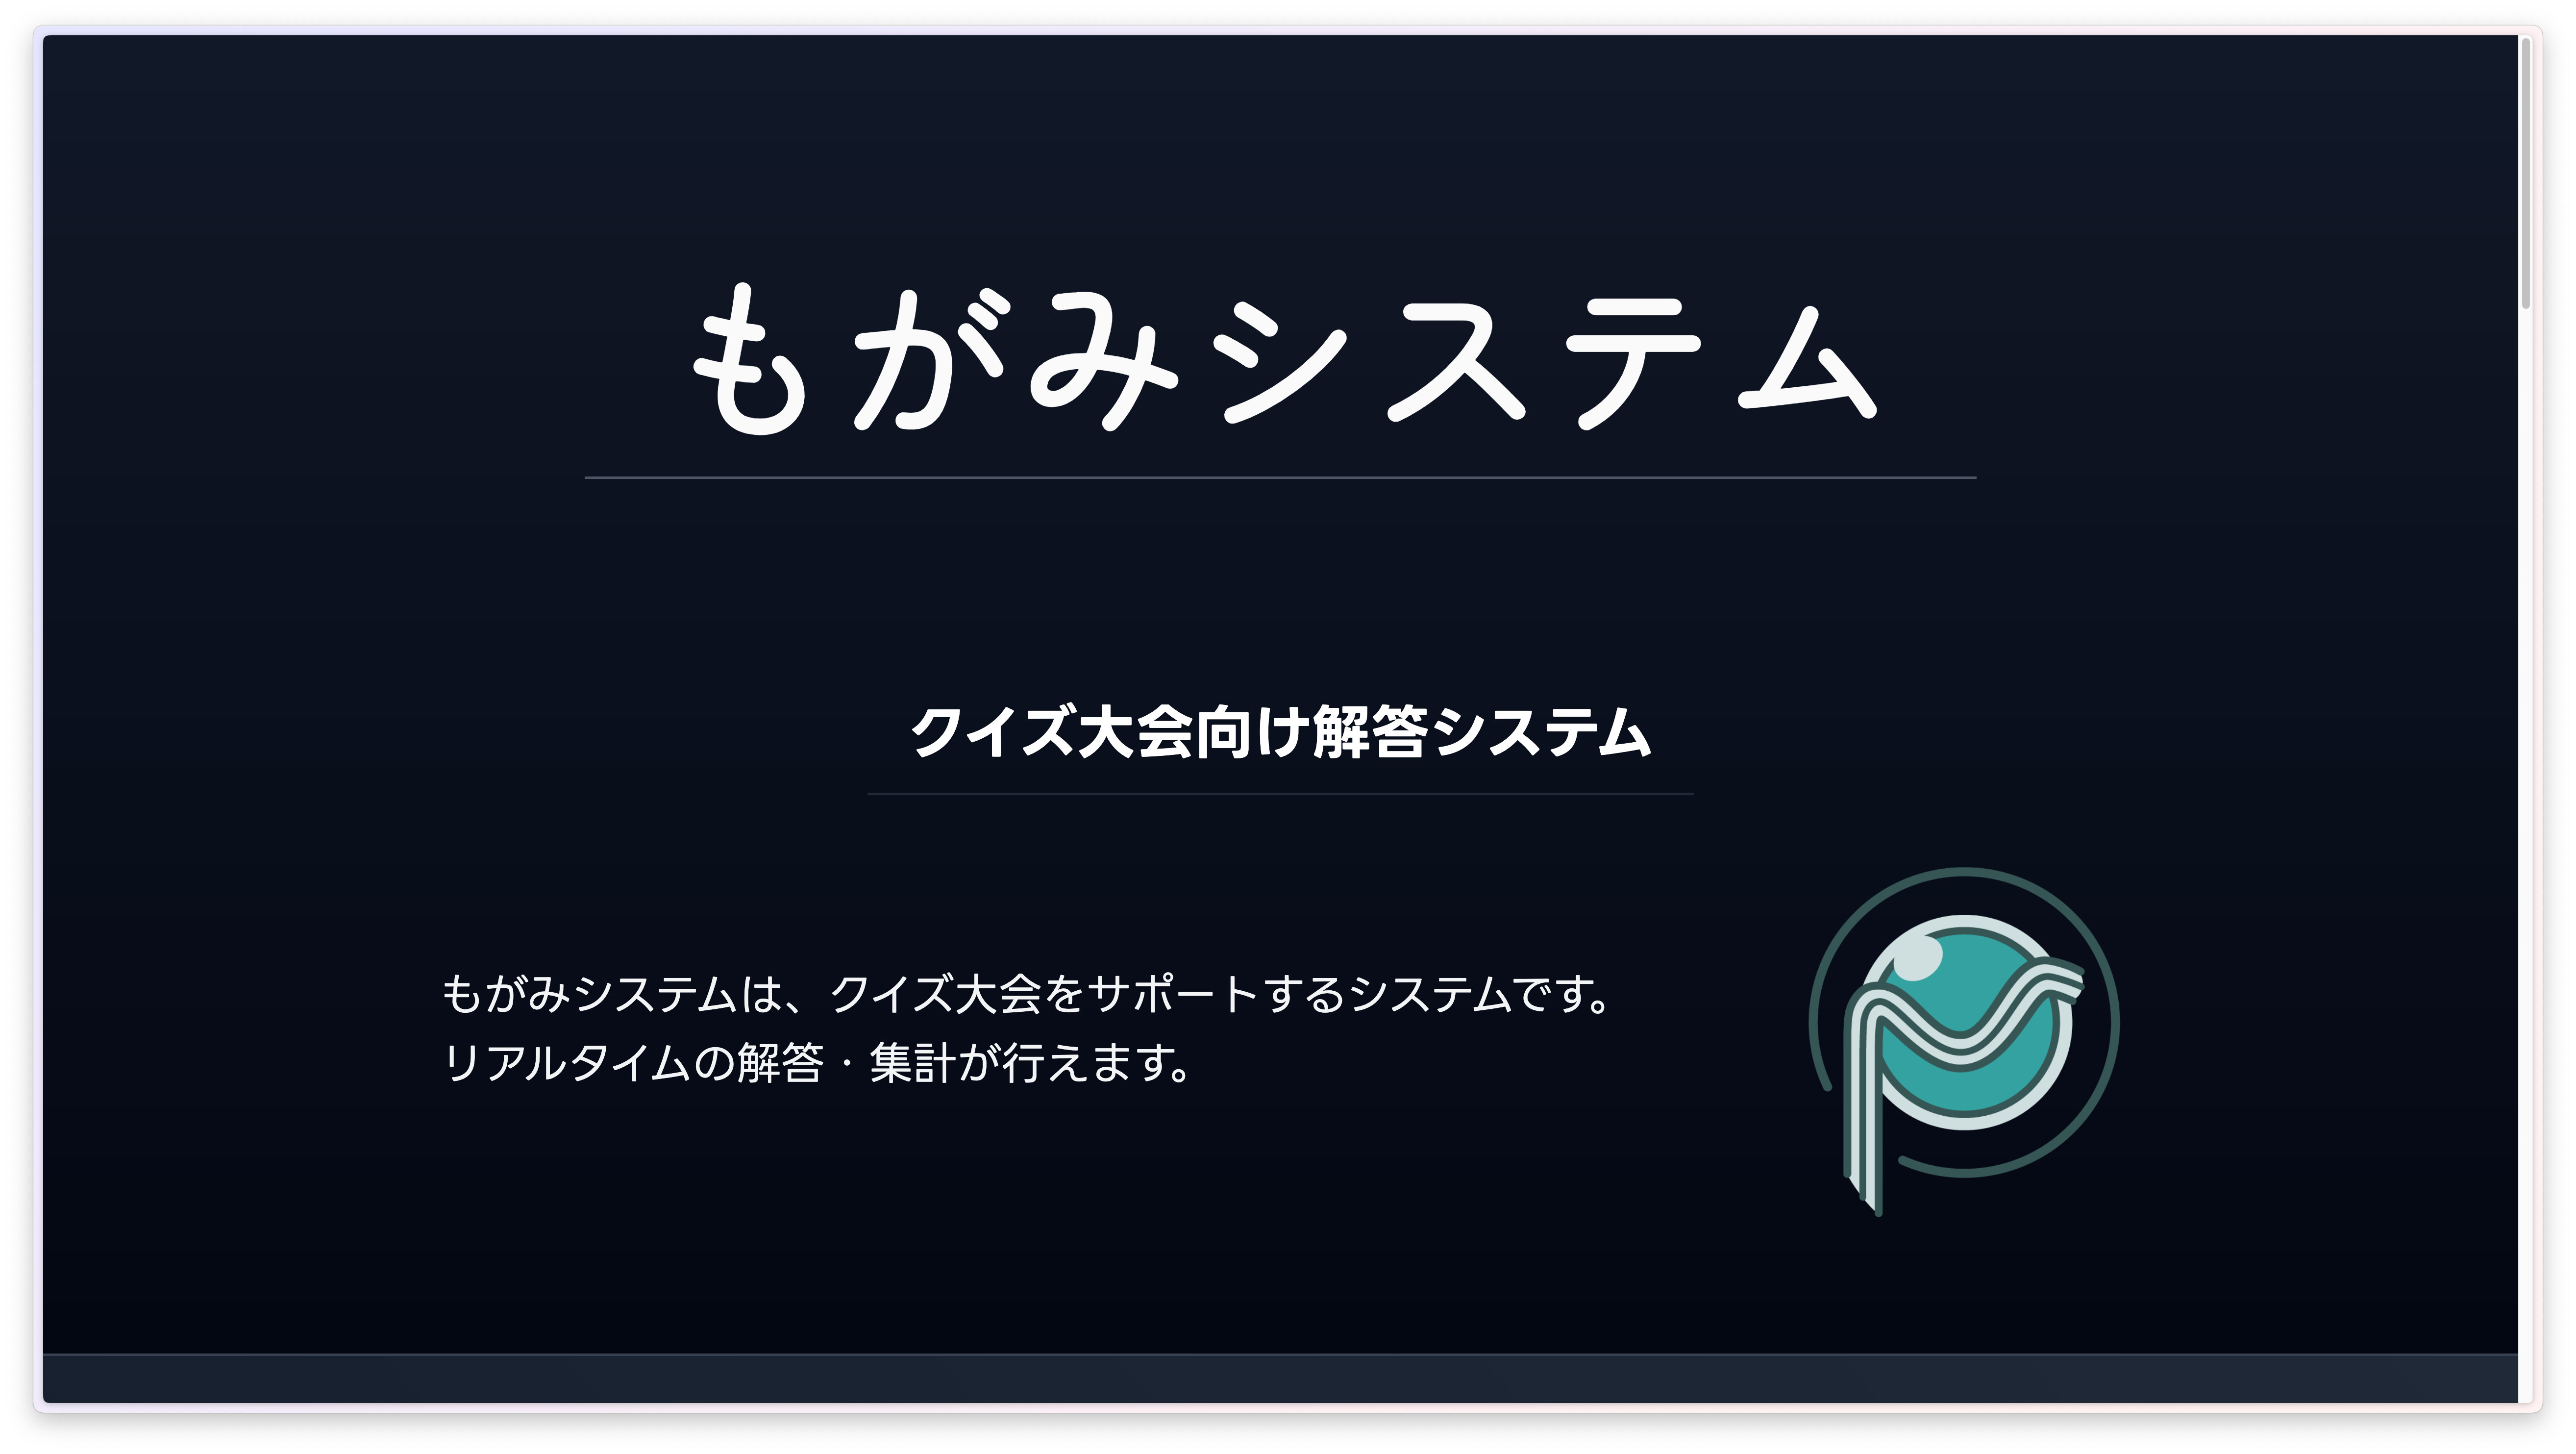 もがみシステム
クイズ大会向け解答システム
もがみシステムは、クイズ大会をサポートするシステムです。
リアルタイムの解答・集計が行えます。